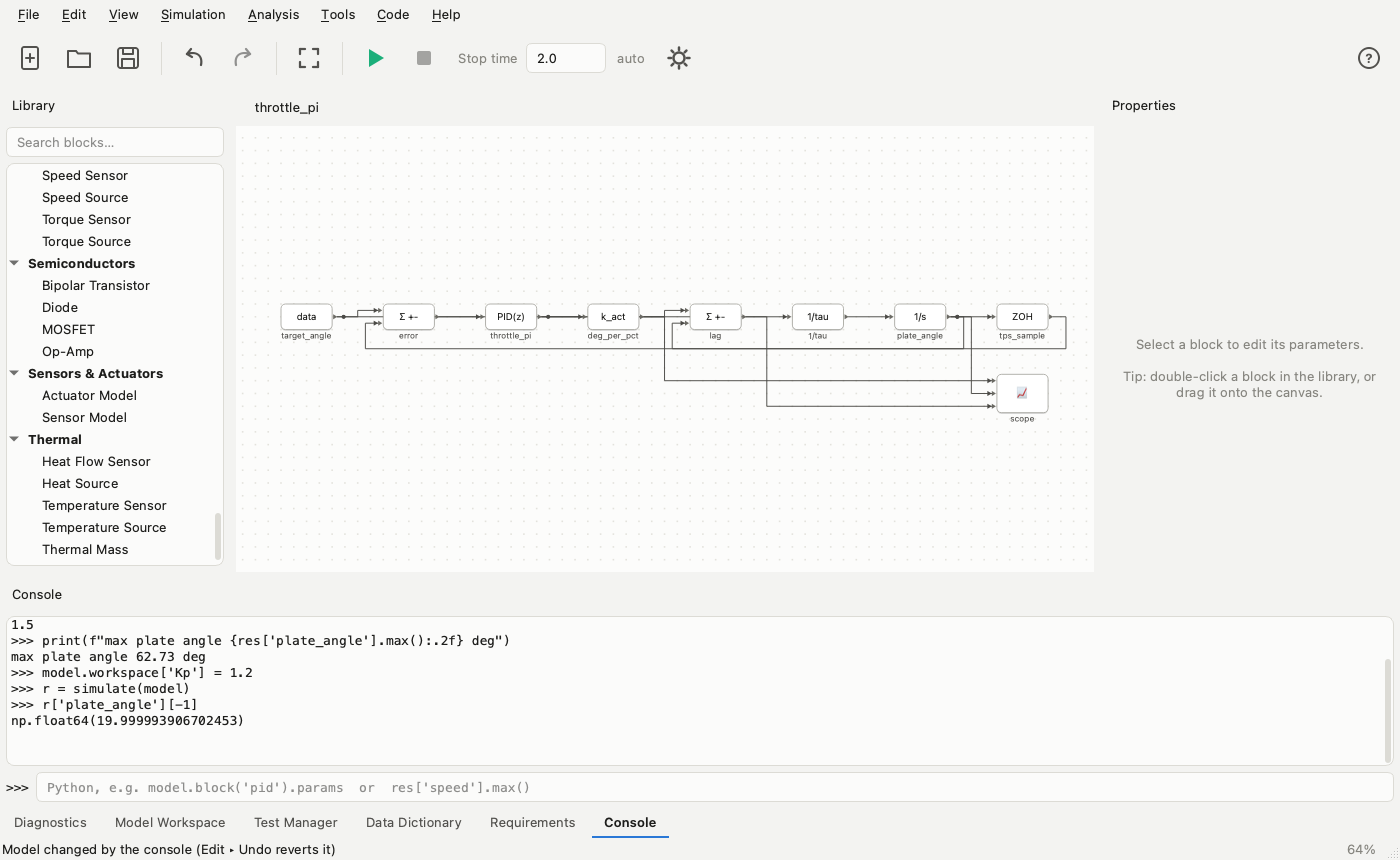 File Edit View Simulation Analysis Tools Code Help
Stop time 2.0 auto
Library
throttle_pi
Properties
Search blocks...
Speed Sensor
Speed Source
Torque Sensor
Torque Source
Semiconductors
Bipolar Transistor
Diode
MOSFET
Op-Amp
Sensors & Actuators
Actuator Model
Sensor Model
Thermal
Heat Flow Sensor
Heat Source
Temperature Sensor
Temperature Source
Thermal Mass
data Σ +- PID(z) k_act Σ +- 1/tau 1/s ZOH
target_angle error throttle_pi deg_per_pct lag 1/tau plate_angle tps_sample
scope
Select a block to edit its parameters.
Tip: double-click a block in the library, or
drag it onto the canvas.
Console
1.5
>>> print(f"max plate angle {res['plate_angle'].max():.2f} deg")
max plate angle 62.73 deg
>>> model.workspace['Kp'] = 1.2
>>> r = simulate(model)
>>> r['plate_angle'][-1]
np.float64(19.999993906702453)
>>> Python, e.g. model.block('pid').params or res['speed'].max()
Diagnostics Model Workspace Test Manager Data Dictionary Requirements Console
Model changed by the console (Edit ▸ Undo reverts it) 64%